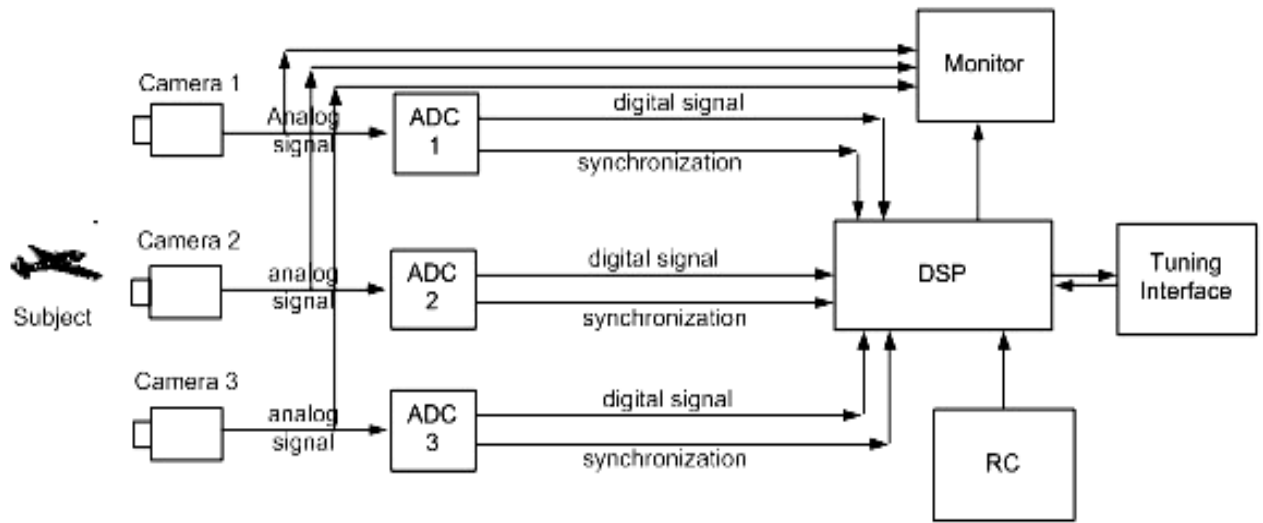 Camera 1
Analog
signal
ADC
1
digital signal
synchronization
Monitor
Subject
Camera 2
analog
signal
ADC
2
digital signal
synchronization
DSP
Tuning
Interface
Camera 3
analog
signal
ADC
3
digital signal
synchronization
RC